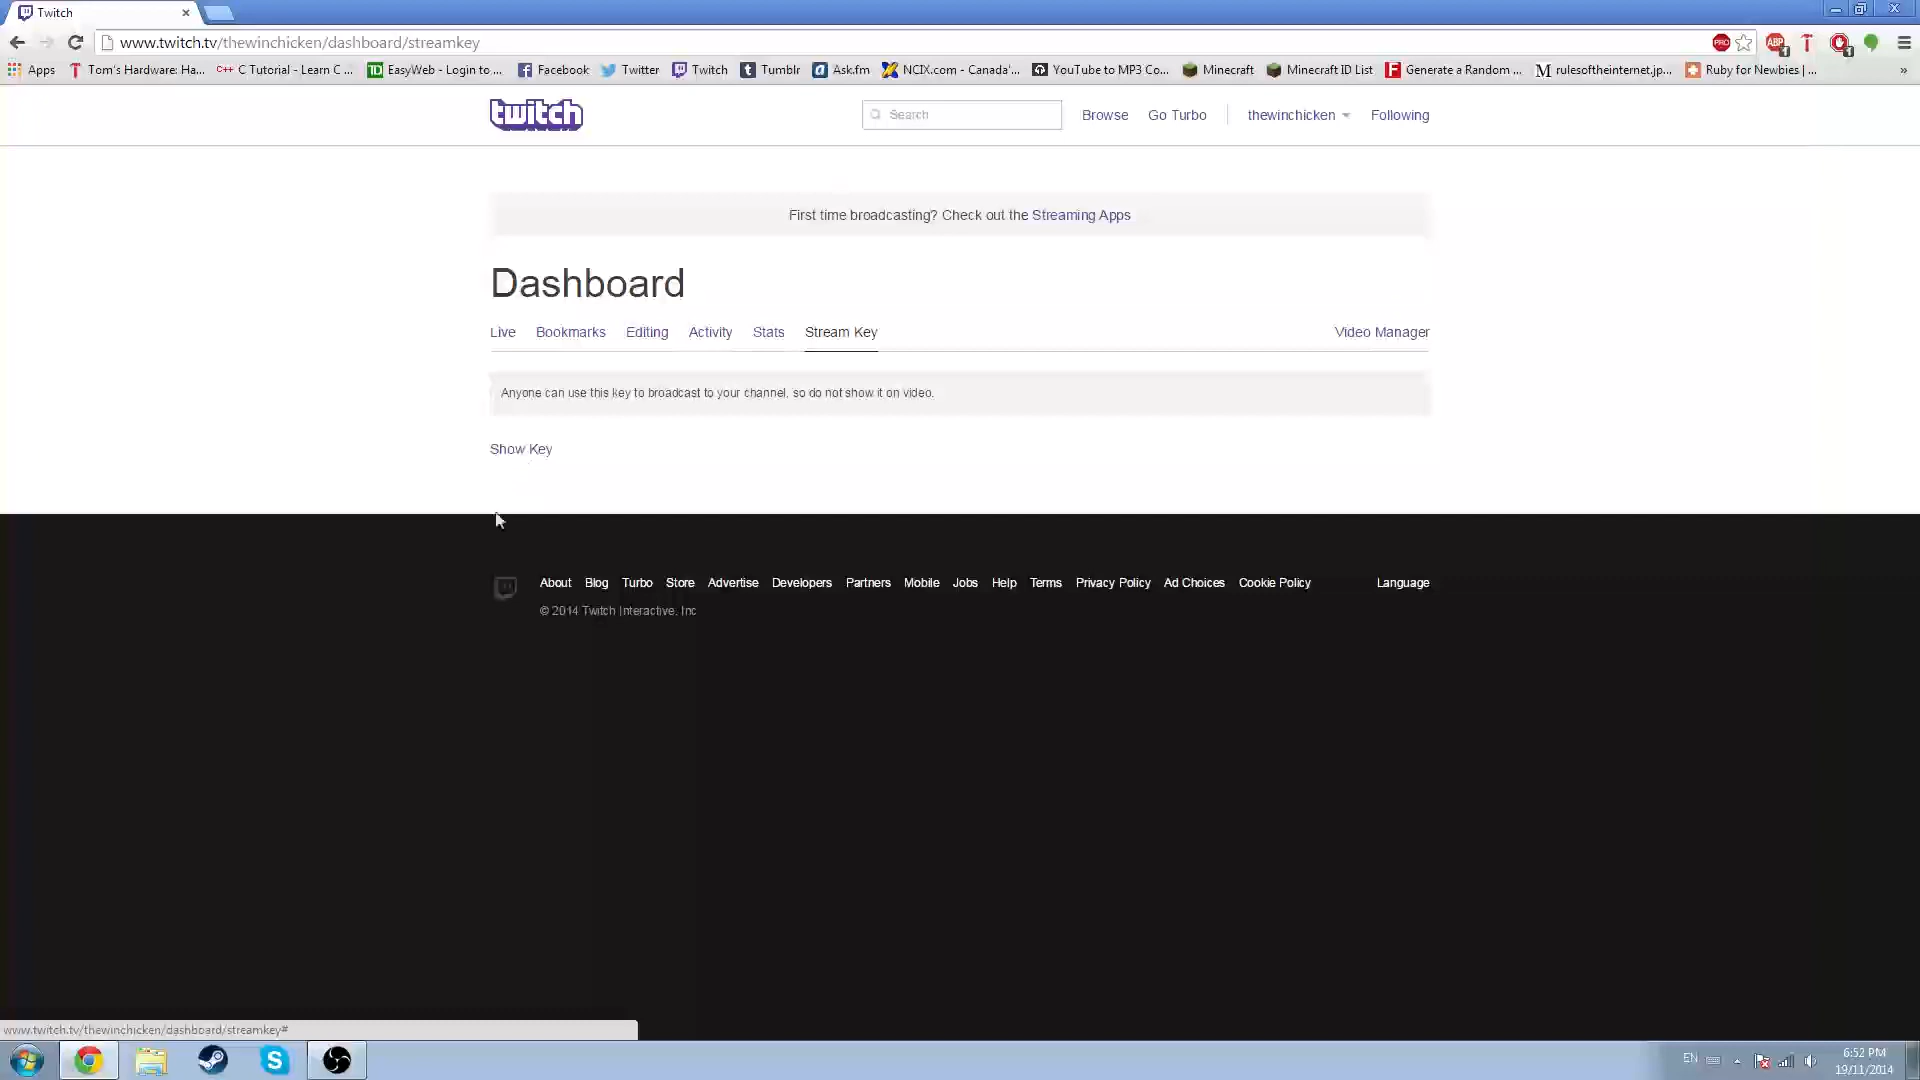 Twitch
www.twitch.tv/thewinchicken/dashboard/streamkey
PRO ABP 1 T 1
Apps Tom's Hardware: Ha... C++ C Tutorial - Learn C ... TD EasyWeb - Login to ... Facebook Twitter Twitch Tumblr Ask.fm NCIX.com - Canada'... YouTube to MP3 Co... Minecraft Minecraft ID List F Generate a Random ... M rulesoftheinternet.jp... Ruby for Newbies | ... »
twitch Search Browse Go Turbo thewinchicken Following
First time broadcasting? Check out the Streaming Apps
Dashboard
Live Bookmarks Editing Activity Stats Stream Key Video Manager
Anyone can use this key to broadcast to your channel, so do not show it on video.
Show Key
About Blog Turbo Store Advertise Developers Partners Mobile Jobs Help Terms Privacy Policy Ad Choices Cookie Policy Language
© 2014 Twitch Interactive, Inc
www.twitch.tv/thewinchicken/dashboard/streamkey#
EN 6:52 PM
19/11/2014